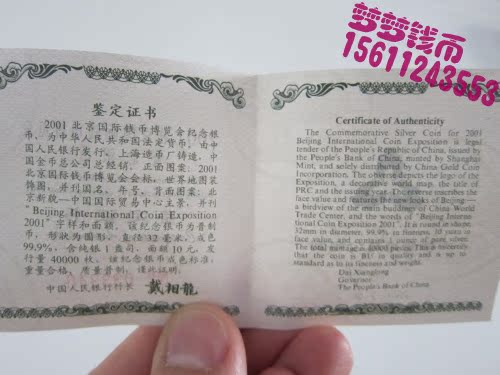 梦梦钱币
15611243553
鉴定证书
2001北京国际钱币博览会纪念银
币，为中华人民共和国法定货币，由中
国人民银行发行，上海造币厂铸造，中
国金币总公司总经销，正面图案：2001
北京国际钱币博览会会标、世界地图装
饰图，并刊国名、年号，背面图案：北
京新貌—中国国际贸易中心主景，并刊
"Beijing International Coin Exposition
2001"字样和面额，该纪念银币为普制
币，形状为圆形，直径32毫米，成色
99.9%，含纯银1盎司，面额10元，发
行量40000枚，该纪念银币成色标准，
重量合格，质量普制，谨此证明。
中国人民银行行长 戴相龙
Certificate of Authenticity
The Commemorative Silver Coin for 2001
Beijing International Coin Exposition is legal
tender of the People's Republic of China, issued
by the People's Bank of China, minted by Shanghai
Mint, and solely distributed by China Gold Coin
Incorporation. The obverse depicts the logo of the
Exposition, a decorative world map, the title of
PRC and the issuing year. The reverse inscribes the
face value and features the new looks of Beijing—
a birdview of the main buildings of China World
Trade Center, and the words of "Beijing Interna-
tional Coin Exposition 2001". It is round in shape,
32mm in diameter, 99.9% in fineness, 10 yuan in
face value, and contains 1 ounce of pure silver.
The total mintage is 40000 pieces. This is to certify
that the coin is BU in quality and is up to
standard as to its fineness and weight.
Dai Xianglong
Governor
The People's Bank of China